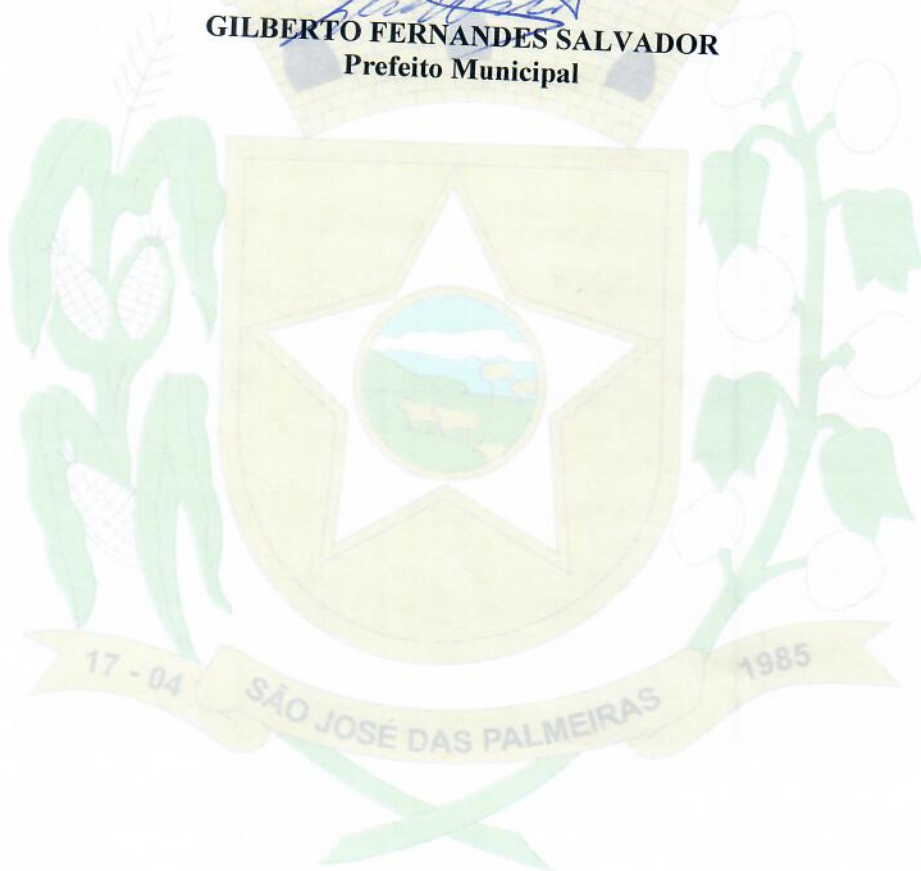 GILBERTO FERNANDES SALVADOR
Prefeito Municipal
17 - 04
SÃO JOSÉ DAS PALMEIRAS
1985